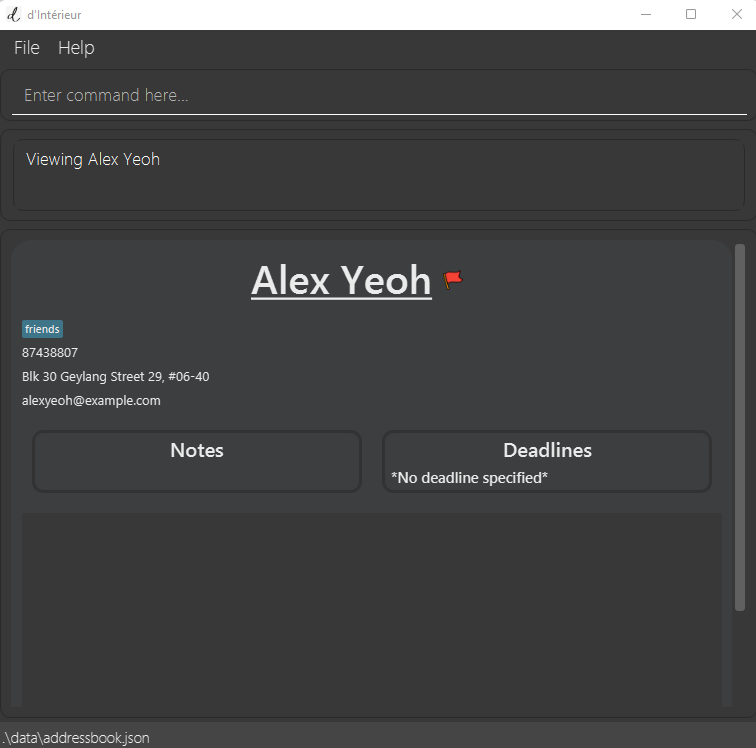 d d'Intérieur
File Help
Enter command here...
Viewing Alex Yeoh
Alex Yeoh
friends
87438807
Blk 30 Geylang Street 29, #06-40
alexyeoh@example.com
Notes
Deadlines
*No deadline specified*
.\data\addressbook.json